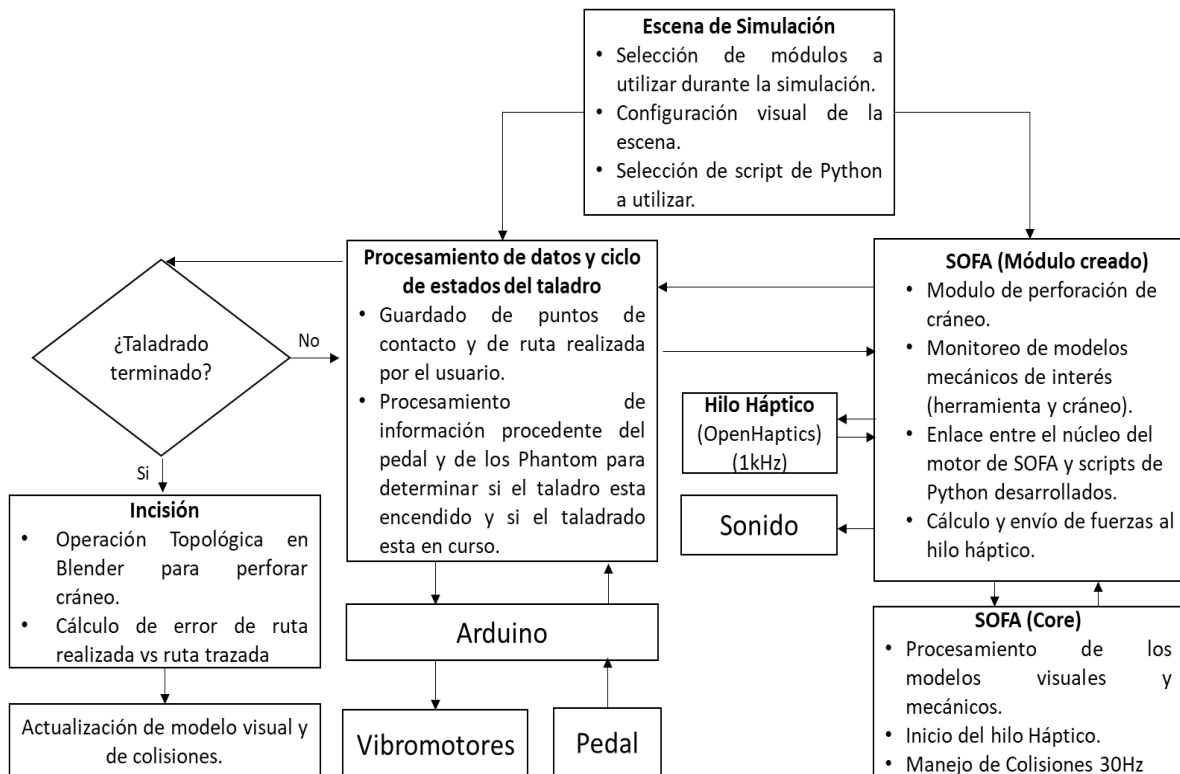 Escena de Simulación
• Selección de módulos a
utilizar durante la simulación.
• Configuración visual de la
escena.
• Selección de script de Python
a utilizar.
¿Taladrado
terminado?
No
Si
Procesamiento de datos y ciclo
de estados del taladro
• Guardado de puntos de
contacto y de ruta realizada
por el usuario.
• Procesamiento de
información procedente del
pedal y de los Phantom para
determinar si el taladro esta
encendido y si el taladrado
esta en curso.
SOFA (Módulo creado)
• Modulo de perforación de
cráneo.
• Monitoreo de modelos
mecánicos de interés
(herramienta y cráneo).
• Enlace entre el núcleo del
motor de SOFA y scripts de
Python desarrollados.
• Cálculo y envío de fuerzas al
hilo háptico.
Hilo Háptico
(OpenHaptics)
(1kHz)
Sonido
Incisión
• Operación Topológica en
Blender para perforar
cráneo.
• Cálculo de error de ruta
realizada vs ruta trazada
Arduino
SOFA (Core)
• Procesamiento de los
modelos visuales y
mecánicos.
• Inicio del hilo Háptico.
• Manejo de Colisiones 30Hz
Actualización de modelo visual y
de colisiones.
Vibromotores
Pedal